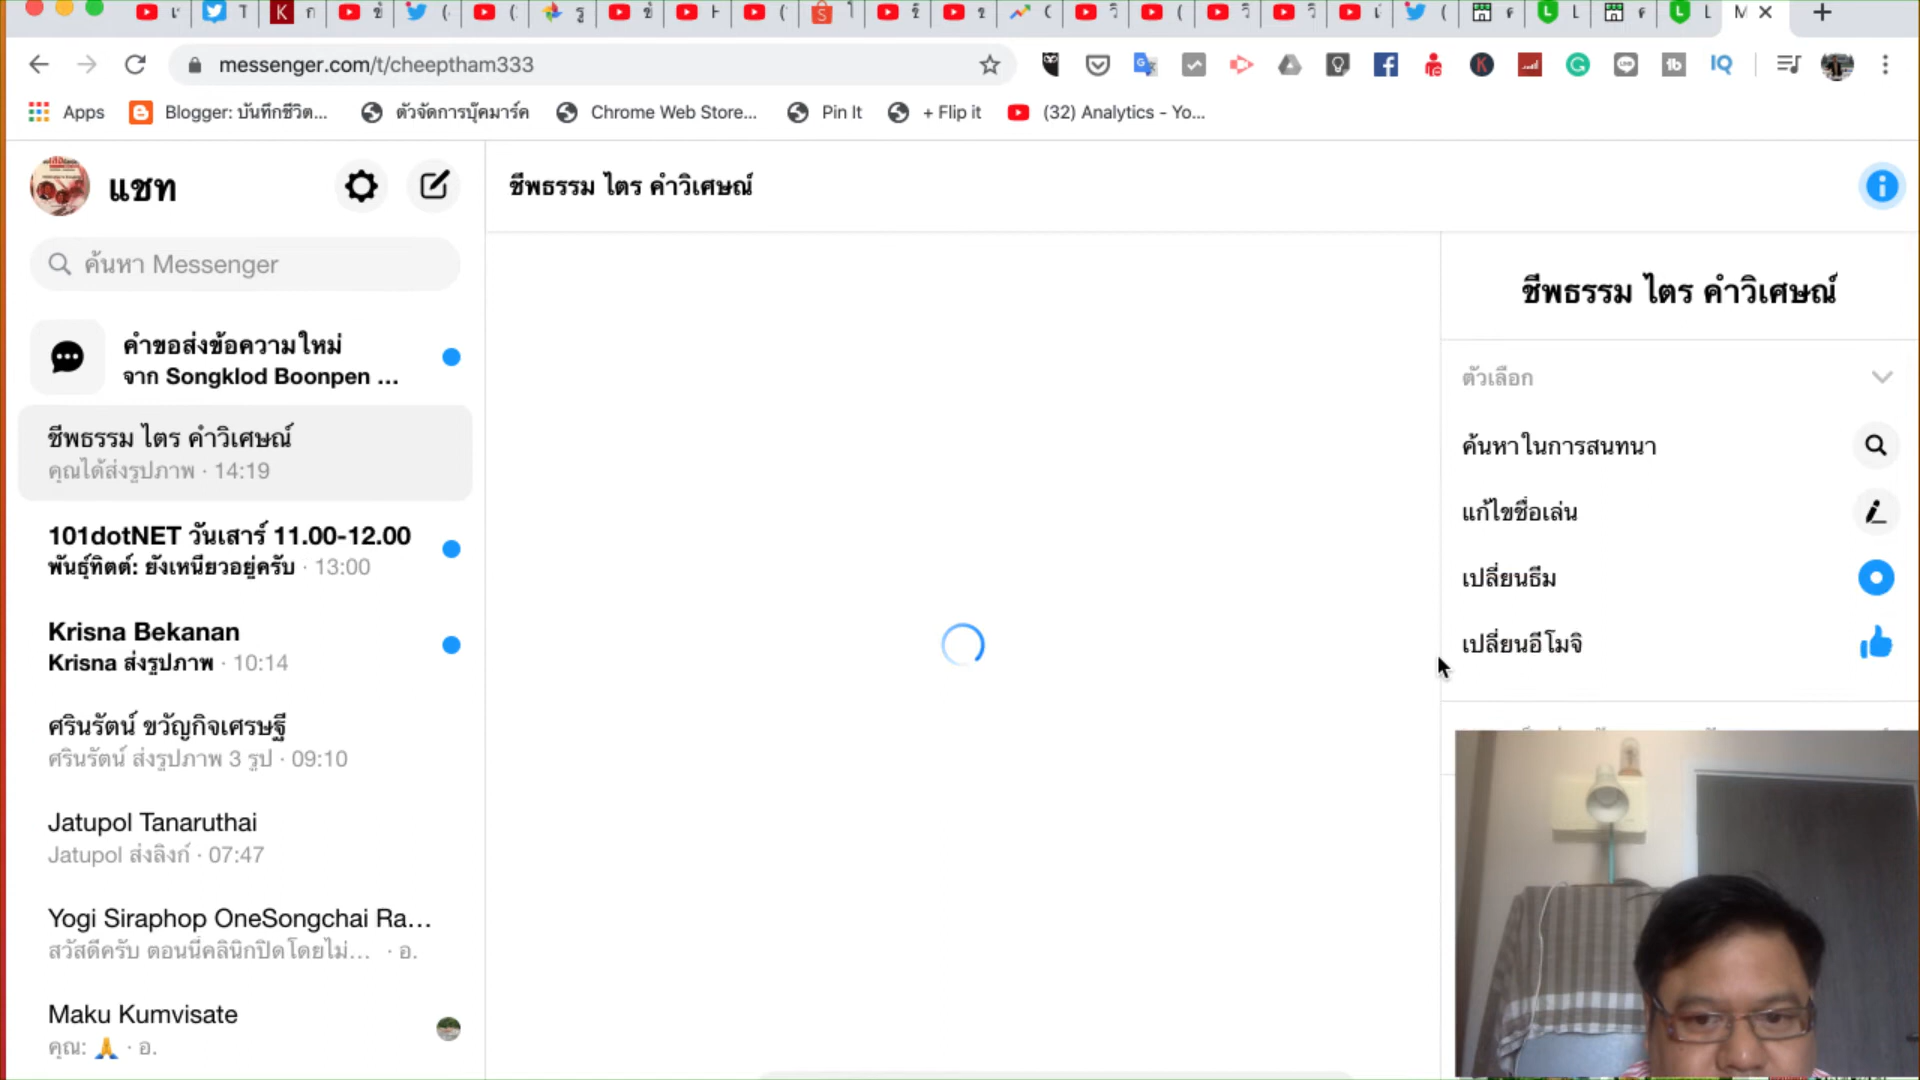 messenger.com/t/cheeptham333
Apps
Blogger: บันทึกชีวิต...
ตัวจัดการบุ๊คมาร์ค
Chrome Web Store...
Pin It
+ Flip it
(32) Analytics - Yo...
แชท
ค้นหา Messenger
คำขอส่งข้อความใหม่
จาก Songklod Boonpen ...
ชีพธรรม ไตร คำวิเศษณ์
คุณได้ส่งรูปภาพ · 14:19
101dotNET วันเสาร์ 11.00-12.00
พันธุ์ทิตต์: ยังเหนียวอยู่ครับ · 13:00
Krisna Bekanan
Krisna ส่งรูปภาพ · 10:14
ศรินรัตน์ ขวัญกิจเศรษฐี
ศรินรัตน์ ส่งรูปภาพ 3 รูป · 09:10
Jatupol Tanaruthai
Jatupol ส่งลิงก์ · 07:47
Yogi Siraphop OneSongchai Ra...
สวัสดีครับ ตอนนี้คลินิกปิดโดยไม่... · อ.
Maku Kumvisate
คุณ: 🙏 · อ.
ชีพธรรม ไตร คำวิเศษณ์
ชีพธรรม ไตร คำวิเศษณ์
ตัวเลือก
ค้นหาในการสนทนา
แก้ไขชื่อเล่น
เปลี่ยนธีม
เปลี่ยนอีโมจิ